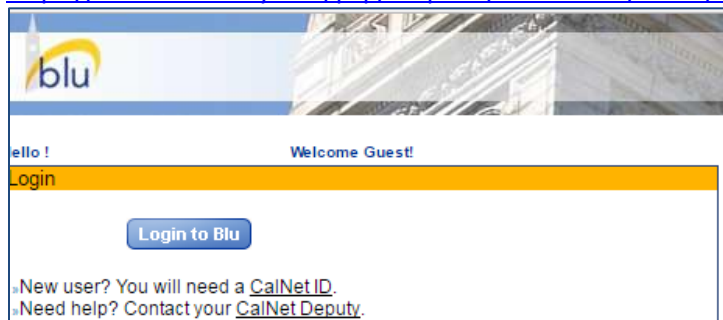 blu
ello !
Welcome Guest!
Login
Login to Blu
»New user? You will need a CalNet ID.
»Need help? Contact your CalNet Deputy.